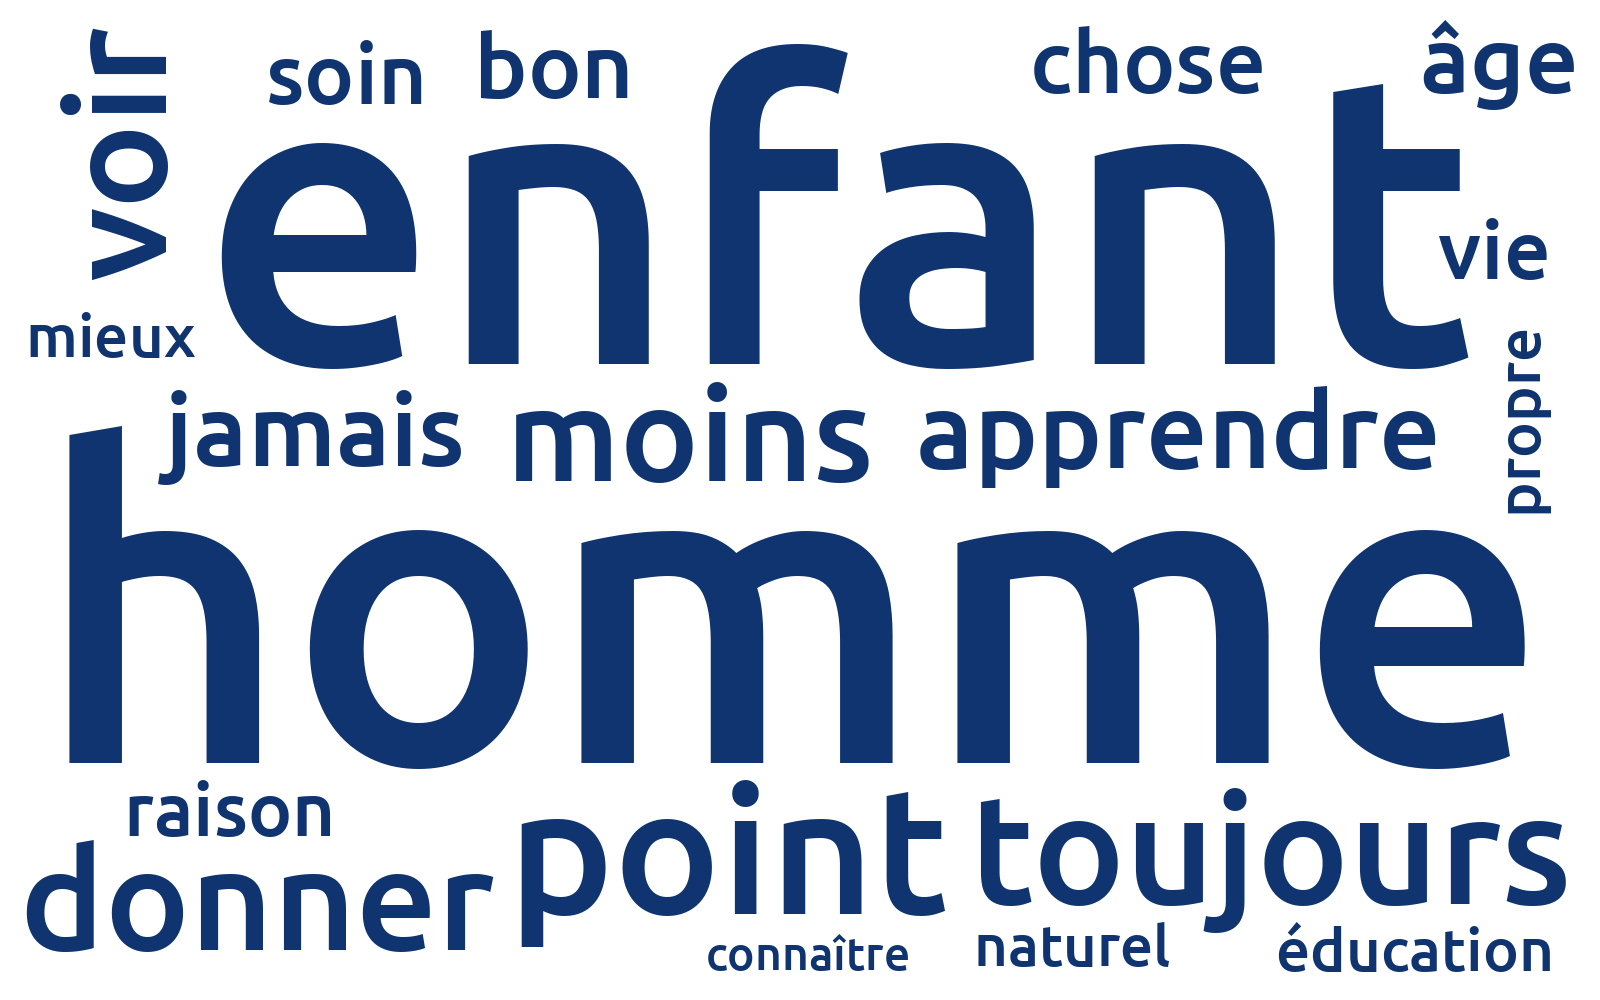 voir
soin
bon
chose
âge
enfant
vie
mieux
propre
jamais
moins
apprendre
homme
raison
donner
point
toujours
connaître
naturel
éducation